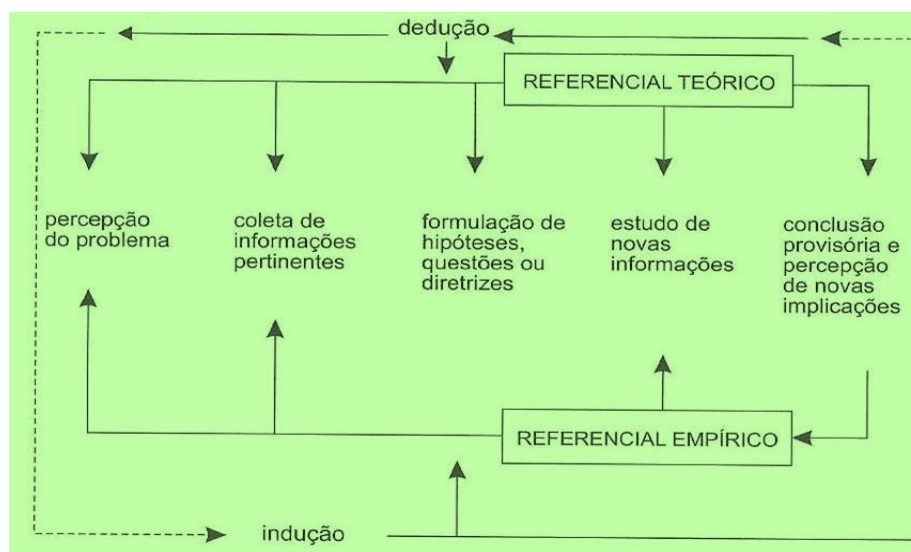 dedução
REFERENCIAL TEÓRICO
percepção
do problema
coleta de
informações
pertinentes
formulação de
hipóteses,
questões ou
diretrizes
estudo de
novas
informações
conclusão
provisória e
percepção
de novas
implicações
REFERENCIAL EMPÍRICO
indução